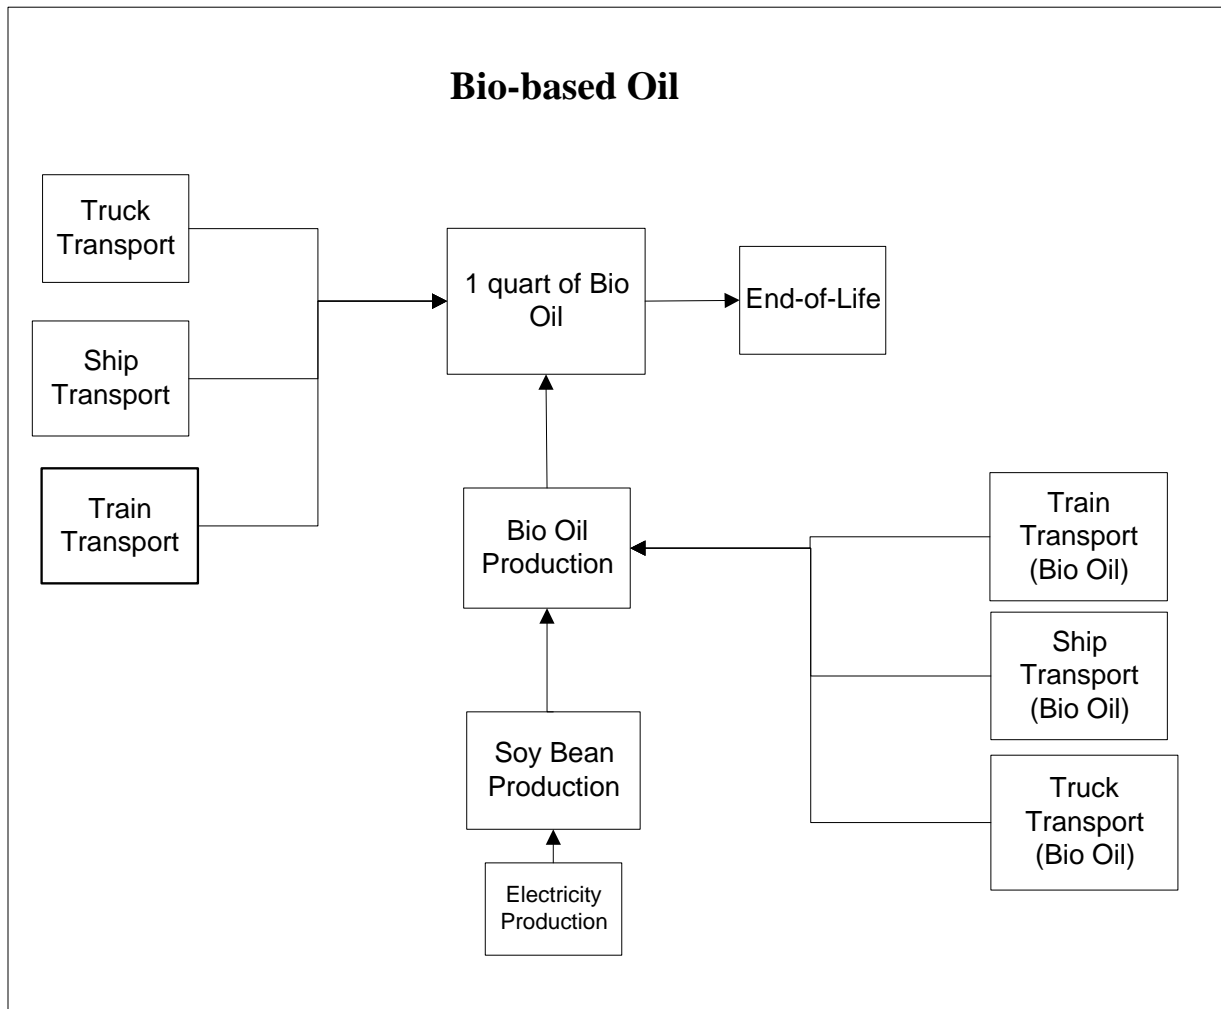 Bio-based Oil
Truck
Transport
1 quart of Bio
Oil
End-of-Life
Ship
Transport
Train
Transport
Bio Oil
Production
Train
Transport
(Bio Oil)
Ship
Transport
(Bio Oil)
Soy Bean
Production
Truck
Transport
(Bio Oil)
Electricity
Production